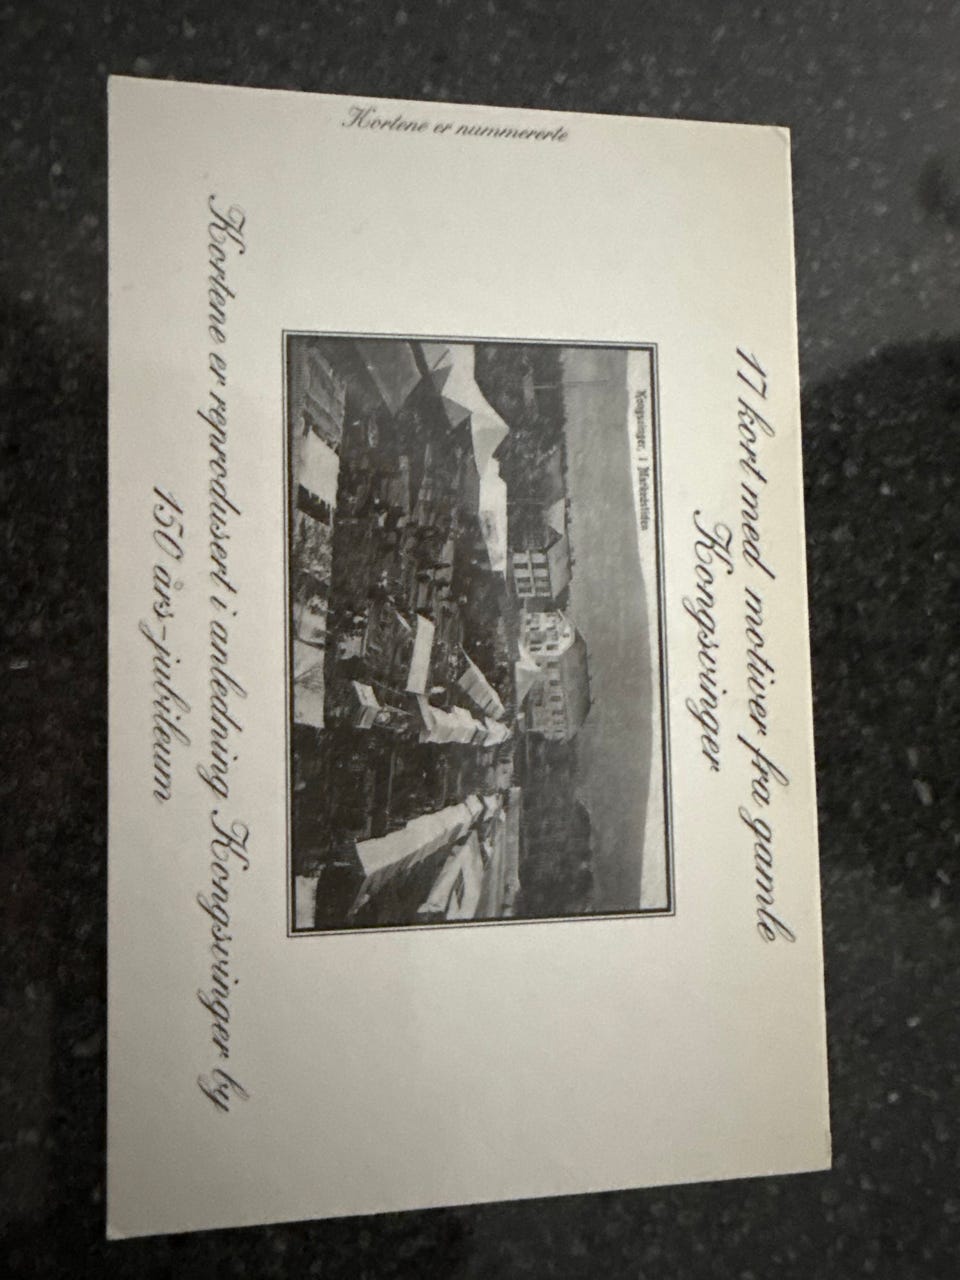 17 kort med motiver fra gamle
Kongsvinger
Kongsvinger, i Markedstiden
Kortene er reprodusert i anledning Kongsvinger by
150 års-jubileum
Kortene er nummererte